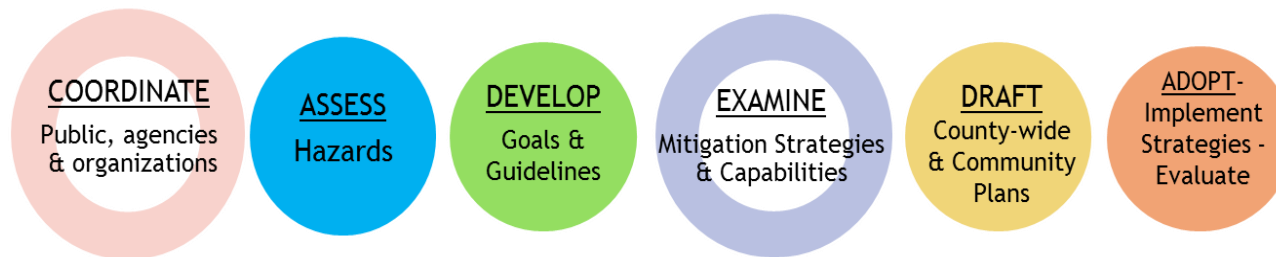 COORDINATE
Public, agencies
& organizations
ASSESS
Hazards
DEVELOP
Goals &
Guidelines
EXAMINE
Mitigation Strategies
& Capabilities
DRAFT
County-wide
& Community
Plans
ADOPT-
Implement
Strategies -
Evaluate